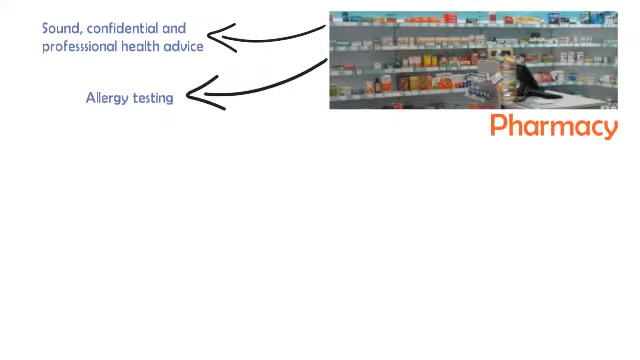 Sound, confidential and
professional health advice
Allergy testing
Pharmacy